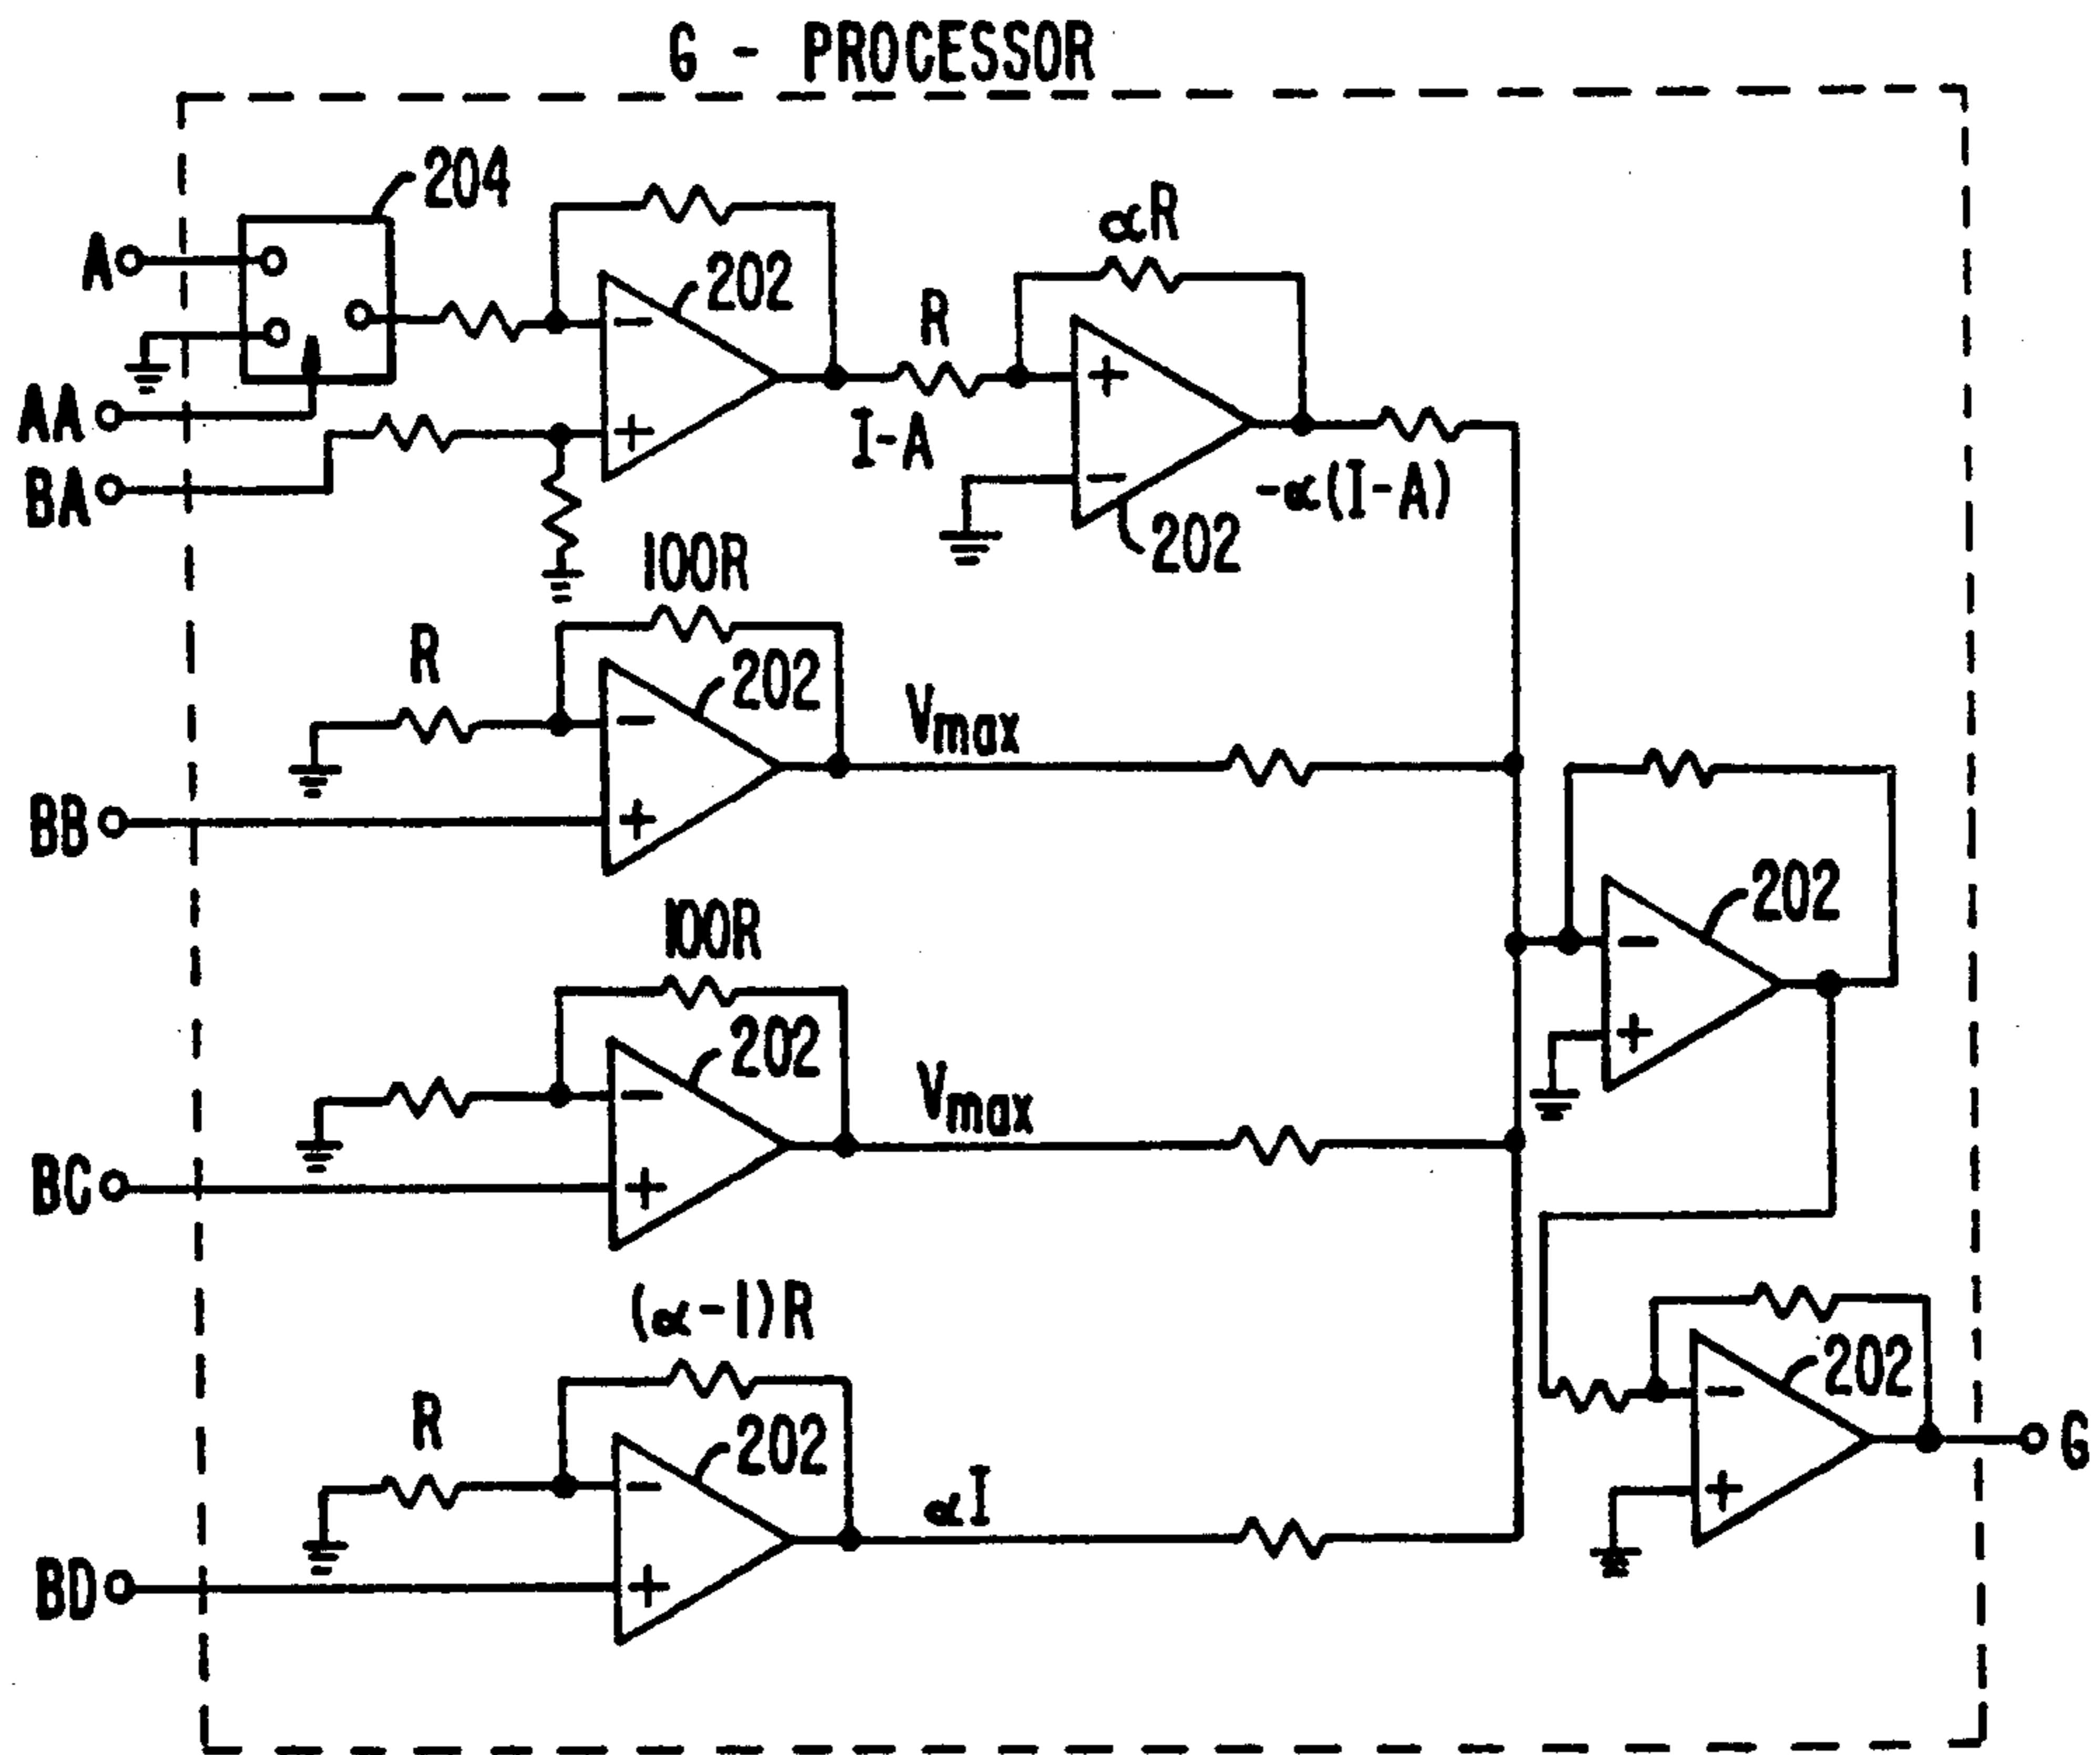 G - PROCESSOR
204
A
202
αR
R
AA
I-A
BA
-α(I-A)
202
100R
R
202
Vmax
BB
202
100R
202
Vmax
BC
(α-1)R
202
R
202
αI
G
BD